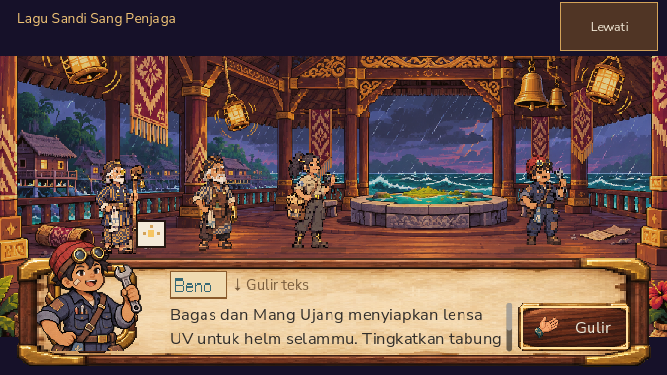 Lagu Sandi Sang Penjaga
Lewati
Beno
↓ Gulir teks
Bagas dan Mang Ujang menyiapkan lensa
UV untuk helm selammu. Tingkatkan tabung
Gulir